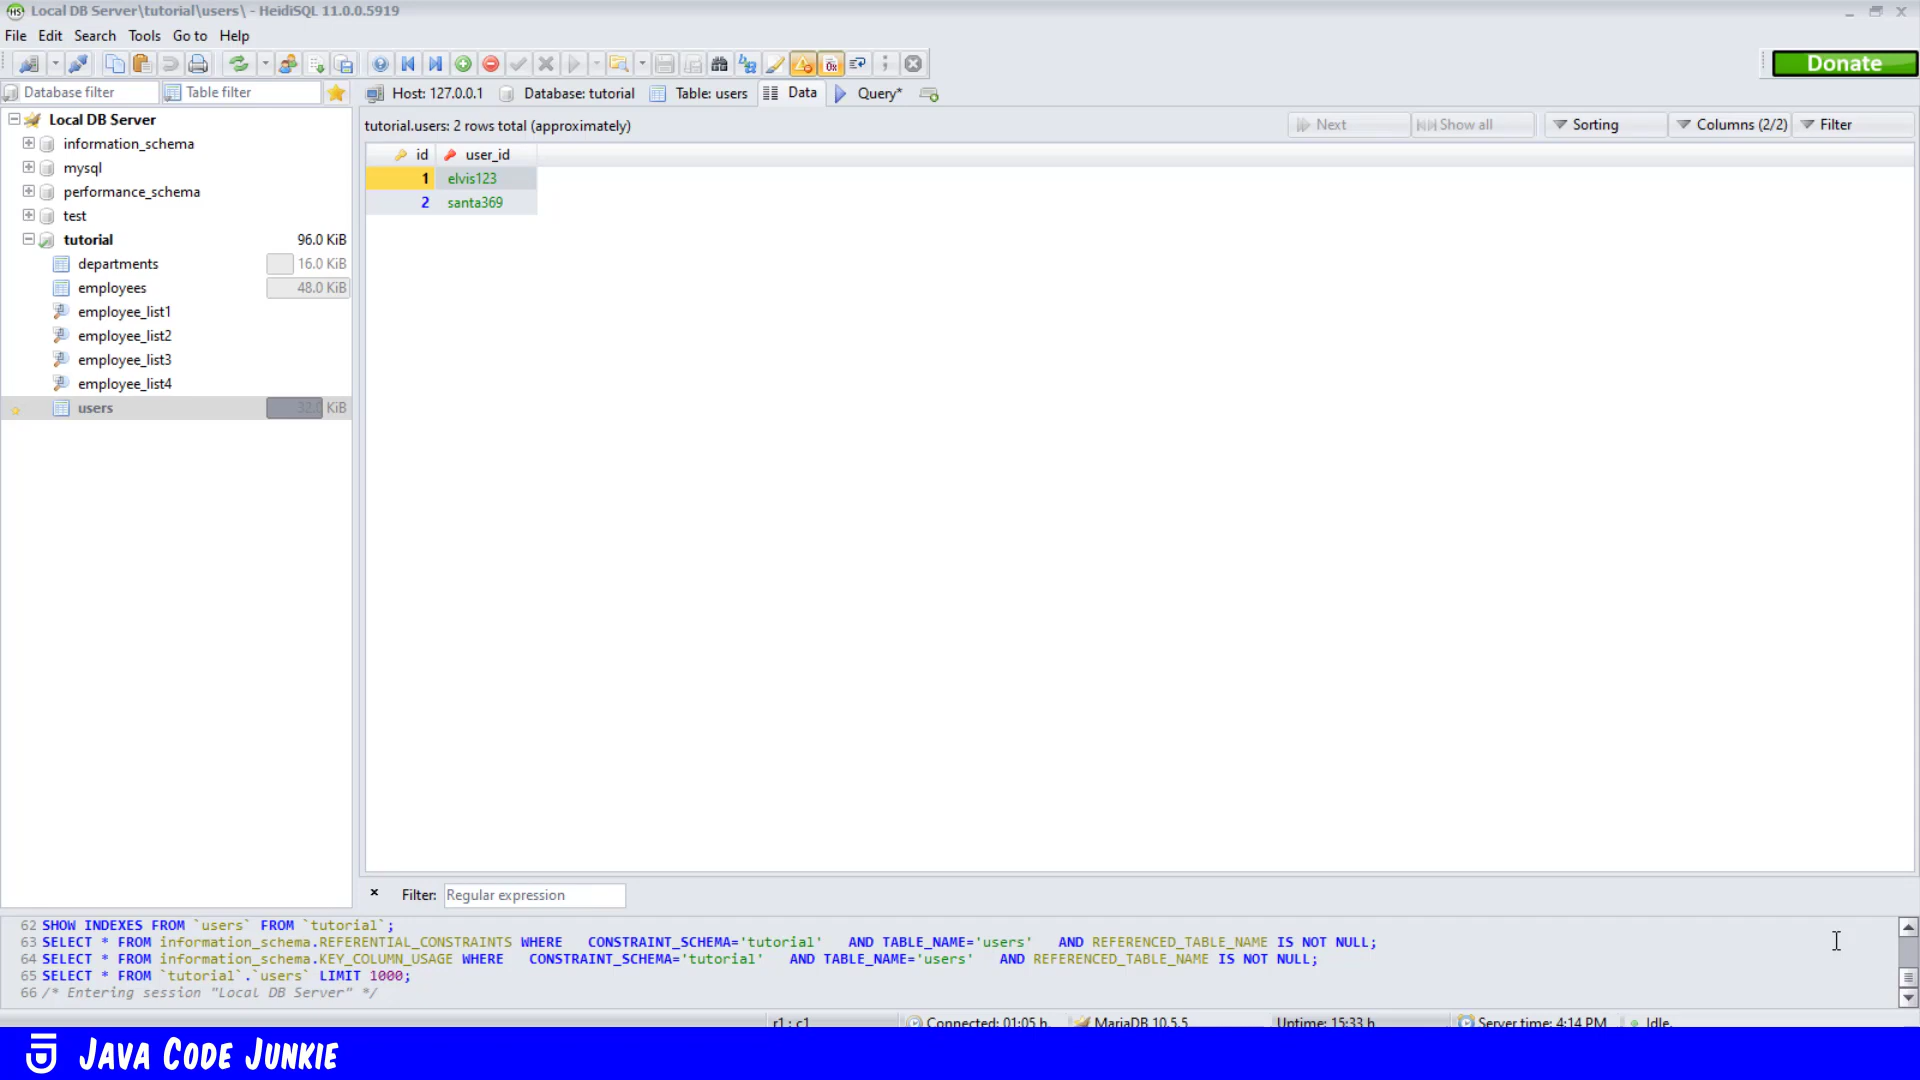 Local DB Server\tutorial\users\ - HeidiSQL 11.0.0.5919
File Edit Search Tools Go to Help
Donate
Database filter Table filter Host: 127.0.0.1 Database: tutorial Table: users Data Query*
Local DB Server
information_schema
mysql
performance_schema
test
tutorial 96.0 KiB
departments 16.0 KiB
employees 48.0 KiB
employee_list1
employee_list2
employee_list3
employee_list4
users 32.0 KiB
tutorial.users: 2 rows total (approximately) Next Show all Sorting Columns (2/2) Filter
id user_id
1 elvis123
2 santa369
× Filter: Regular expression
62 SHOW INDEXES FROM `users` FROM `tutorial`;
63 SELECT * FROM information_schema.REFERENTIAL_CONSTRAINTS WHERE CONSTRAINT_SCHEMA='tutorial' AND TABLE_NAME='users' AND REFERENCED_TABLE_NAME IS NOT NULL;
64 SELECT * FROM information_schema.KEY_COLUMN_USAGE WHERE CONSTRAINT_SCHEMA='tutorial' AND TABLE_NAME='users' AND REFERENCED_TABLE_NAME IS NOT NULL;
65 SELECT * FROM `tutorial`.`users` LIMIT 1000;
66 /* Entering session "Local DB Server" */
r1 : c1 Connected: 01:05 h MariaDB 10.5.5 Uptime: 15:33 h Server time: 4:14 PM Idle.
JAVA CODE JUNKIE